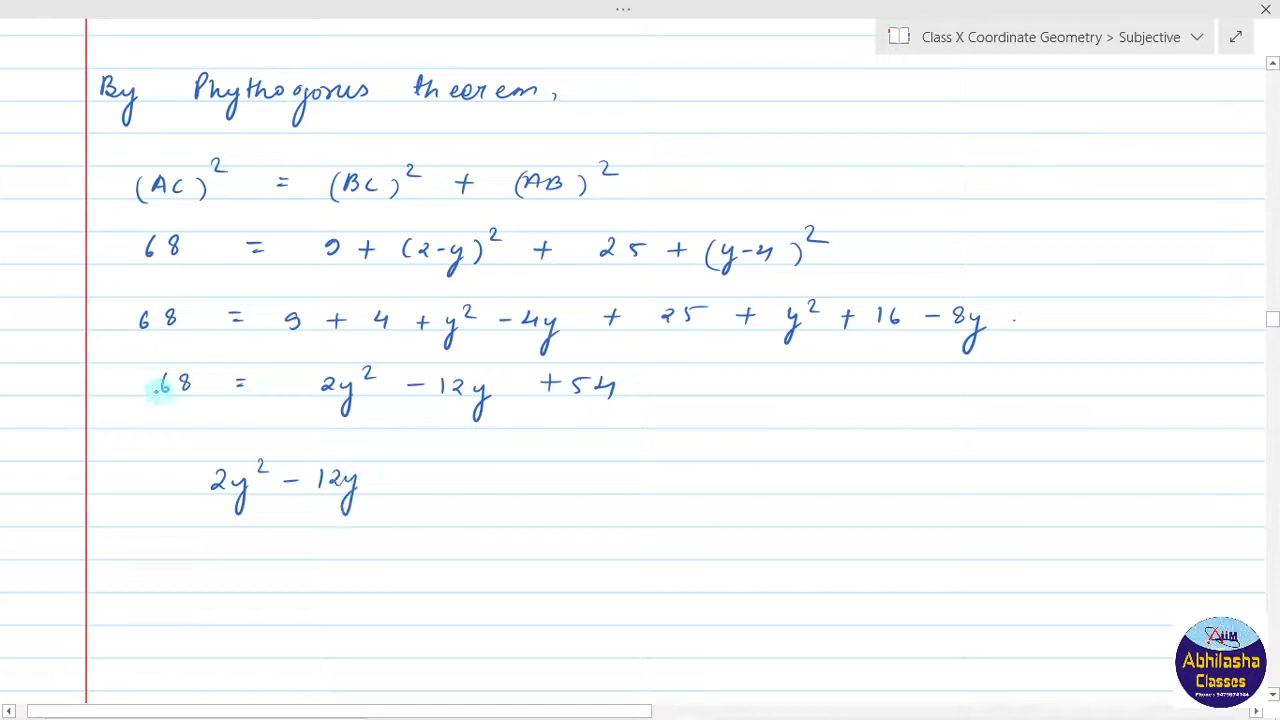 Class X Coordinate Geometry > Subjective
By Phythogorus theorem,
(AC)² = (BC)² + (AB)²
68 = 9 + (2-y)² + 25 + (y-4)²
68 = 9 + 4 + y² - 4y + 25 + y² + 16 - 8y
68 = 2y² - 12y + 54
2y² - 12y
AIIM
Abhilasha
Classes